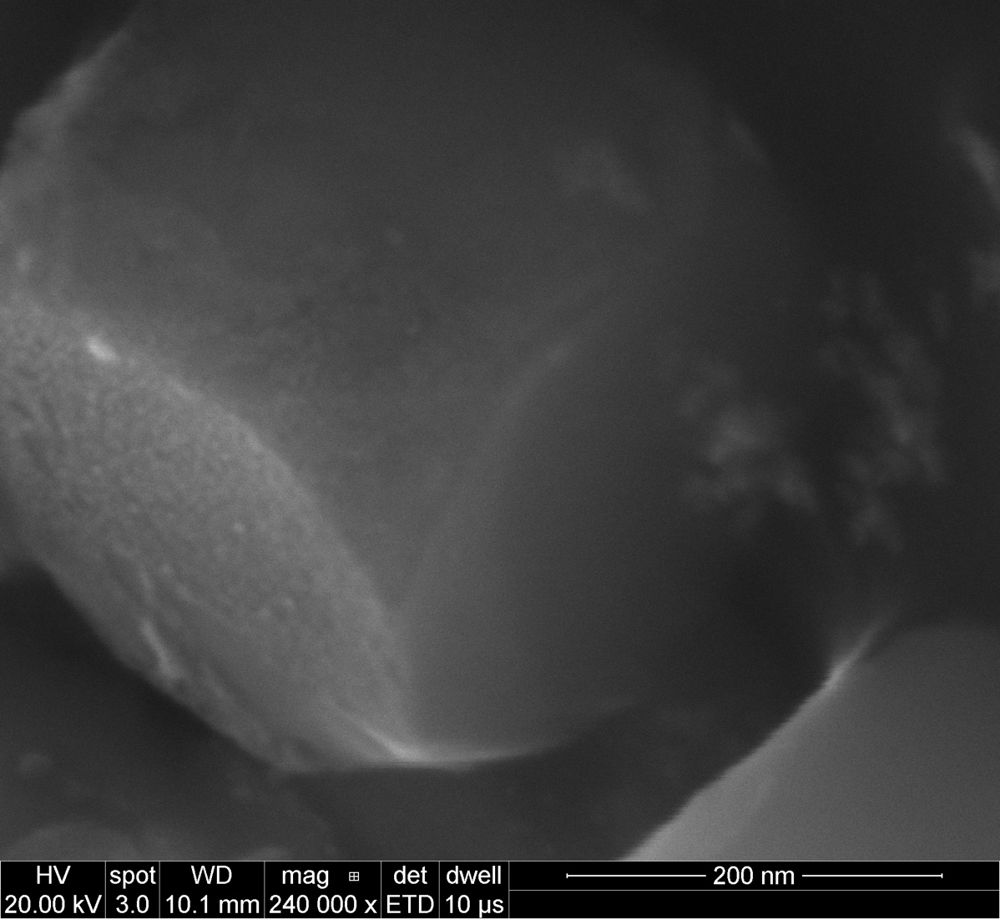 HV spot WD mag det dwell
20.00 kV 3.0 10.1 mm 240 000 x ETD 10 µs
200 nm